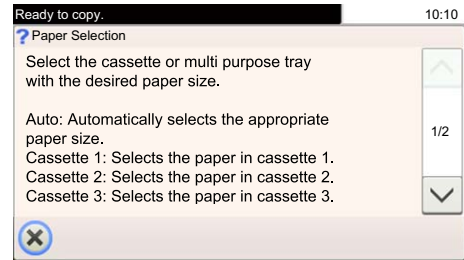 Ready to copy.
10:10
? Paper Selection
Select the cassette or multi purpose tray
with the desired paper size.
Auto: Automatically selects the appropriate
paper size.
1/2
Cassette 1: Selects the paper in cassette 1.
Cassette 2: Selects the paper in cassette 2.
Cassette 3: Selects the paper in cassette 3.